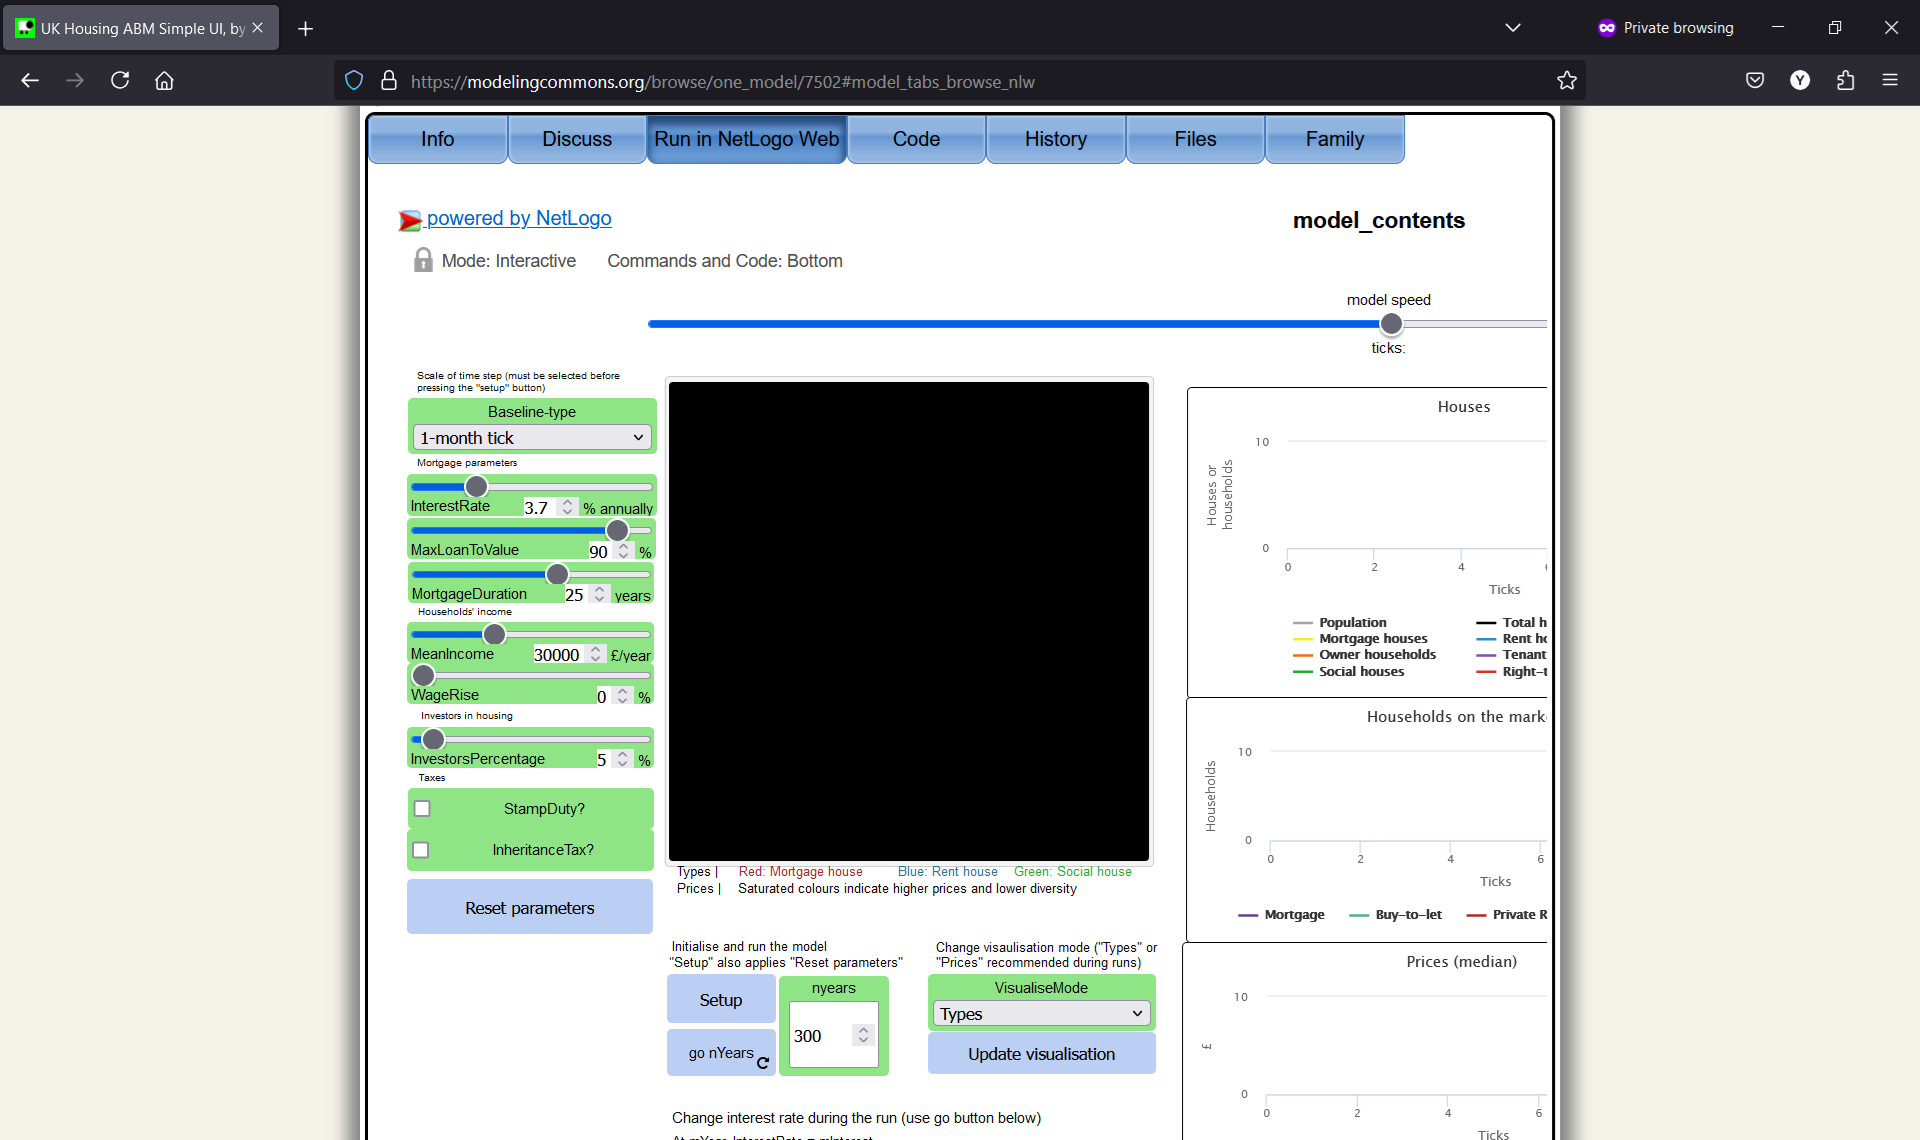 UK Housing ABM Simple UI, by
Private browsing
https://modelingcommons.org/browse/one_model/7502#model_tabs_browse_nlw
Y
Info Discuss Run in NetLogo Web Code History Files Family
powered by NetLogo
model_contents
Mode: Interactive Commands and Code: Bottom
model speed
ticks:
Scale of time step (must be selected before
pressing the "setup" button)
Baseline-type
1-month tick
Mortgage parameters
InterestRate 3.7 % annually
MaxLoanToValue 90 %
MortgageDuration 25 years
Households' income
MeanIncome 30000 £/year
WageRise 0 %
Investors in housing
InvestorsPercentage 5 %
Taxes
StampDuty?
InheritanceTax?
Reset parameters
Types | Red: Mortgage house Blue: Rent house Green: Social house
Prices | Saturated colours indicate higher prices and lower diversity
Initialise and run the model
"Setup" also applies "Reset parameters"
Setup
go nYears
nyears
300
Change visaulisation mode ("Types" or
"Prices" recommended during runs)
VisualiseMode
Types
Update visualisation
Change interest rate during the run (use go button below)
Houses
10
Houses or
households
0
0 2 4
Ticks
Population Total h
Mortgage houses Rent ho
Owner households Tenant
Social houses Right-t
Households on the mark
10
Households
0
0 2 4 6
Ticks
Mortgage Buy-to-let Private R
Prices (median)
10
£
0
0 2 4 6
Ticks